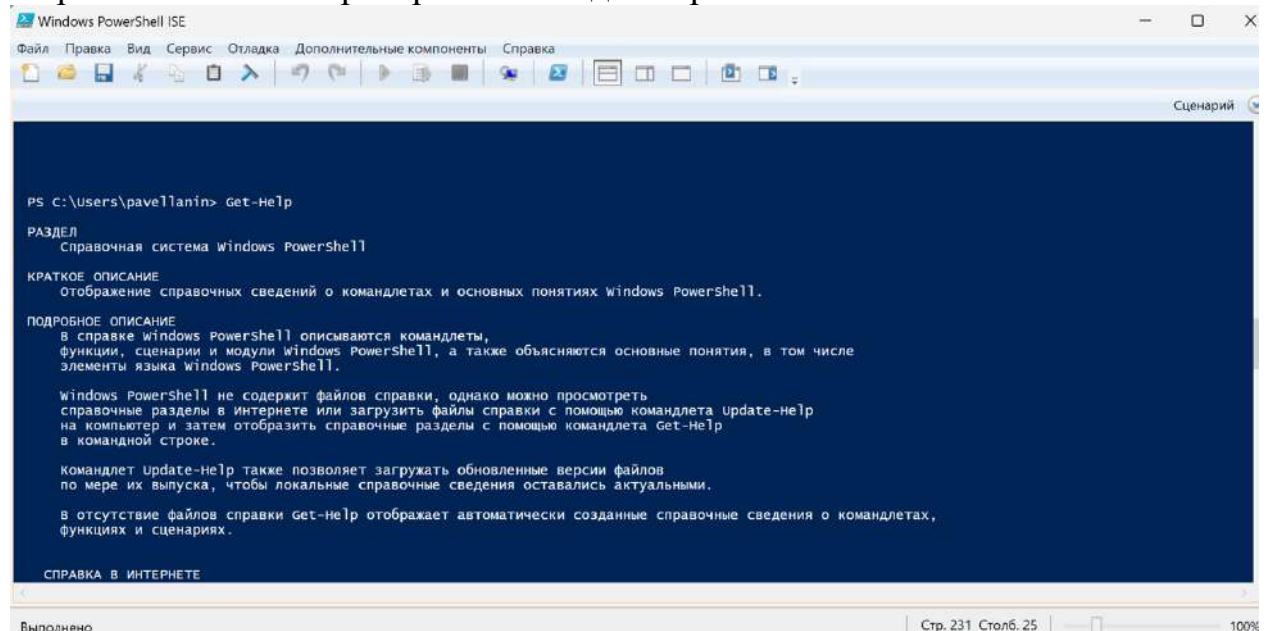 Windows PowerShell ISE
Файл Правка Вид Сервис Отладка Дополнительные компоненты Справка
Сценарий
PS C:\Users\pavellanin> Get-Help
РАЗДЕЛ
Справочная система Windows PowerShell
КРАТКОЕ ОПИСАНИЕ
Отображение справочных сведений о командлетах и основных понятиях Windows PowerShell.
ПОДРОБНОЕ ОПИСАНИЕ
В справке Windows PowerShell описываются командлеты,
функции, сценарии и модули Windows PowerShell, а также объясняются основные понятия, в том числе
элементы языка Windows PowerShell.
Windows PowerShell не содержит файлов справки, однако можно просмотреть
справочные разделы в интернете или загрузить файлы справки с помощью командлета Update-Help
на компьютер и затем отобразить справочные разделы с помощью командлета Get-Help
в командной строке.
Командлет Update-Help также позволяет загружать обновленные версии файлов
по мере их выпуска, чтобы локальные справочные сведения оставались актуальными.
В отсутствие файлов справки Get-Help отображает автоматически созданные справочные сведения о командлетах,
функциях и сценариях.
СПРАВКА В ИНТЕРНЕТЕ
Выполнено Стр. 231 Столб. 25 100%